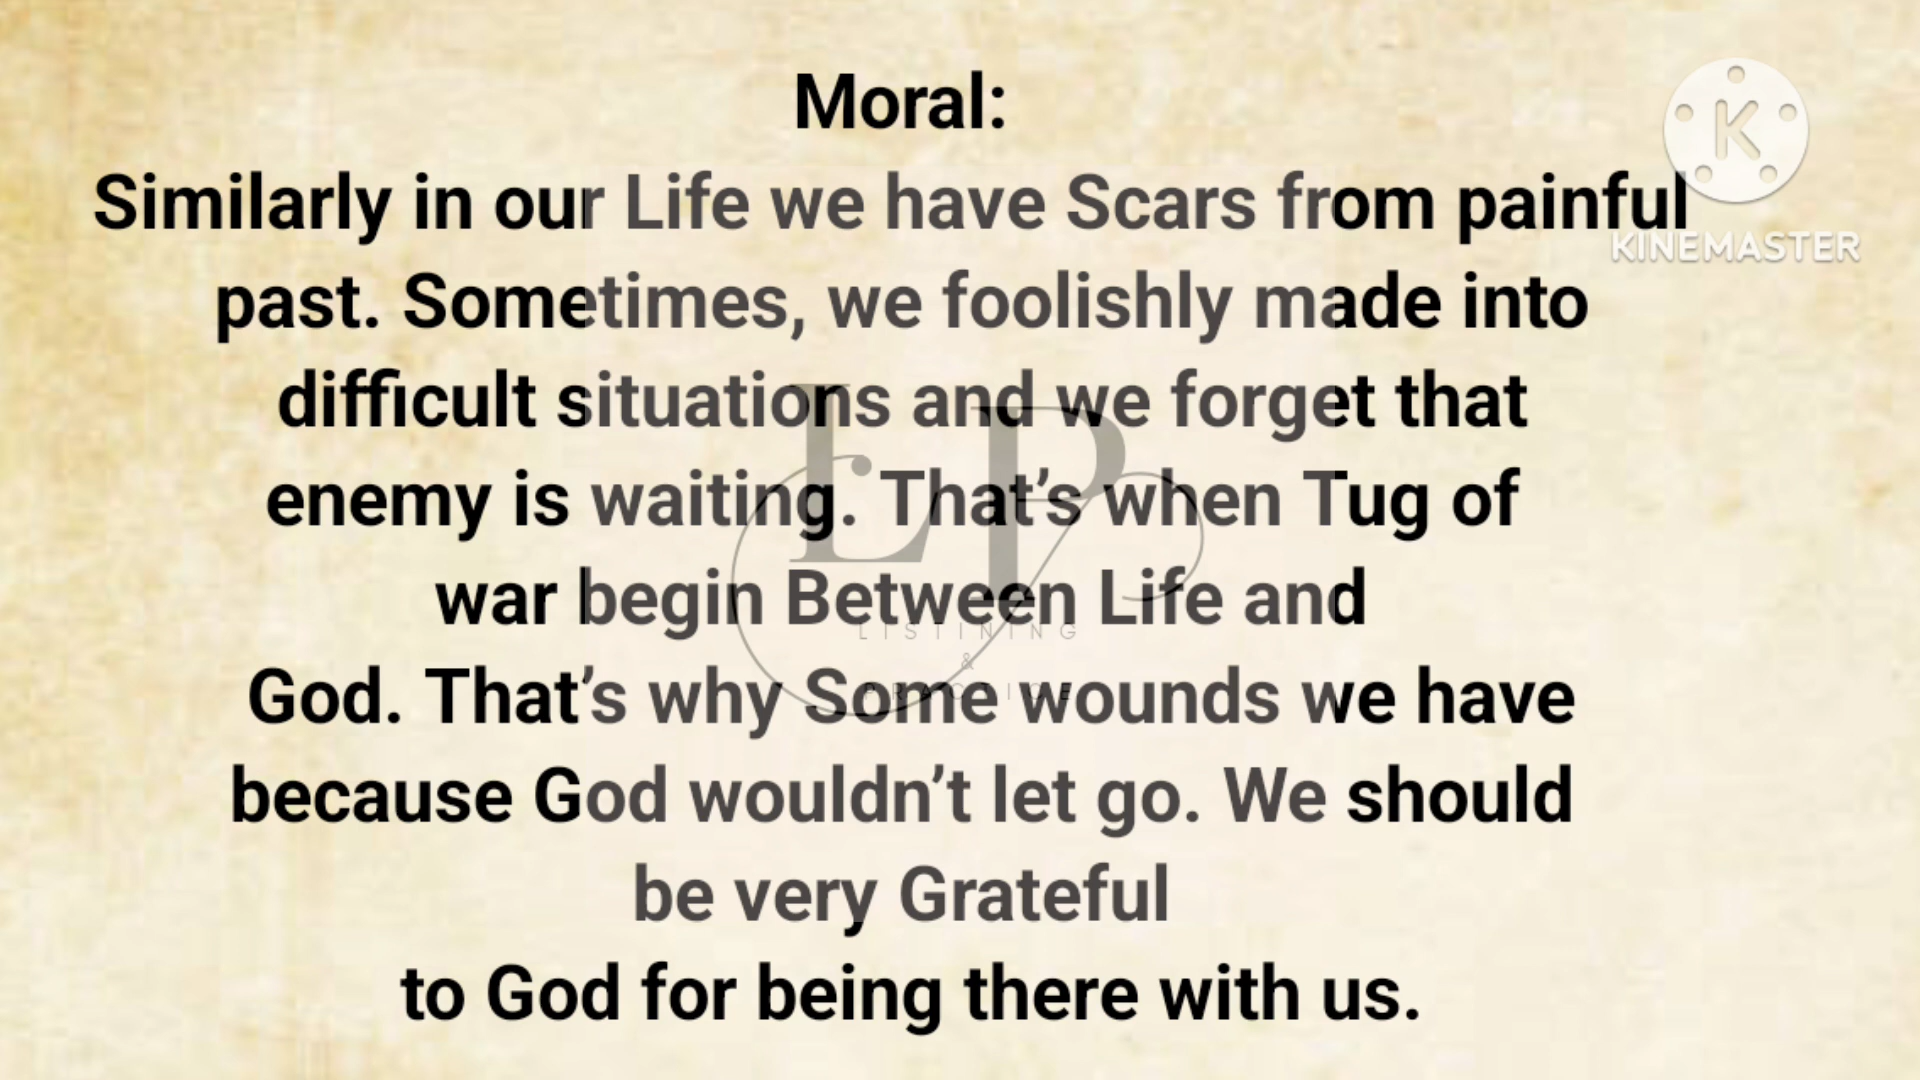 Moral:
Similarly in our Life we have Scars from painful
past. Sometimes, we foolishly made into
difficult situations and we forget that
enemy is waiting. That’s when Tug of
war begin Between Life and
God. That’s why Some wounds we have
because God wouldn’t let go. We should
be very Grateful
to God for being there with us.
K
KINEMASTER
LP
LISTINING
&
PRACTICE